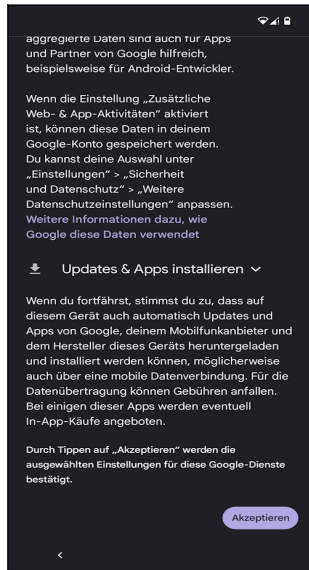 aggregierte Daten sind auch für Apps
und Partner von Google hilfreich,
beispielsweise für Android-Entwickler.
Wenn die Einstellung „Zusätzliche
Web- & App-Aktivitäten“ aktiviert
ist, können diese Daten in deinem
Google-Konto gespeichert werden.
Du kannst deine Auswahl unter
„Einstellungen“ > „Sicherheit
und Datenschutz“ > „Weitere
Datenschutzeinstellungen“ anpassen.
Weitere Informationen dazu, wie
Google diese Daten verwendet
Updates & Apps installieren
Wenn du fortfährst, stimmst du zu, dass auf
diesem Gerät auch automatisch Updates und
Apps von Google, deinem Mobilfunkanbieter und
dem Hersteller dieses Geräts heruntergeladen
und installiert werden können, möglicherweise
auch über eine mobile Datenverbindung. Für die
Datenübertragung können Gebühren anfallen.
Bei einigen dieser Apps werden eventuell
In-App-Käufe angeboten.
Durch Tippen auf „Akzeptieren“ werden die
ausgewählten Einstellungen für diese Google-Dienste
bestätigt.
Akzeptieren